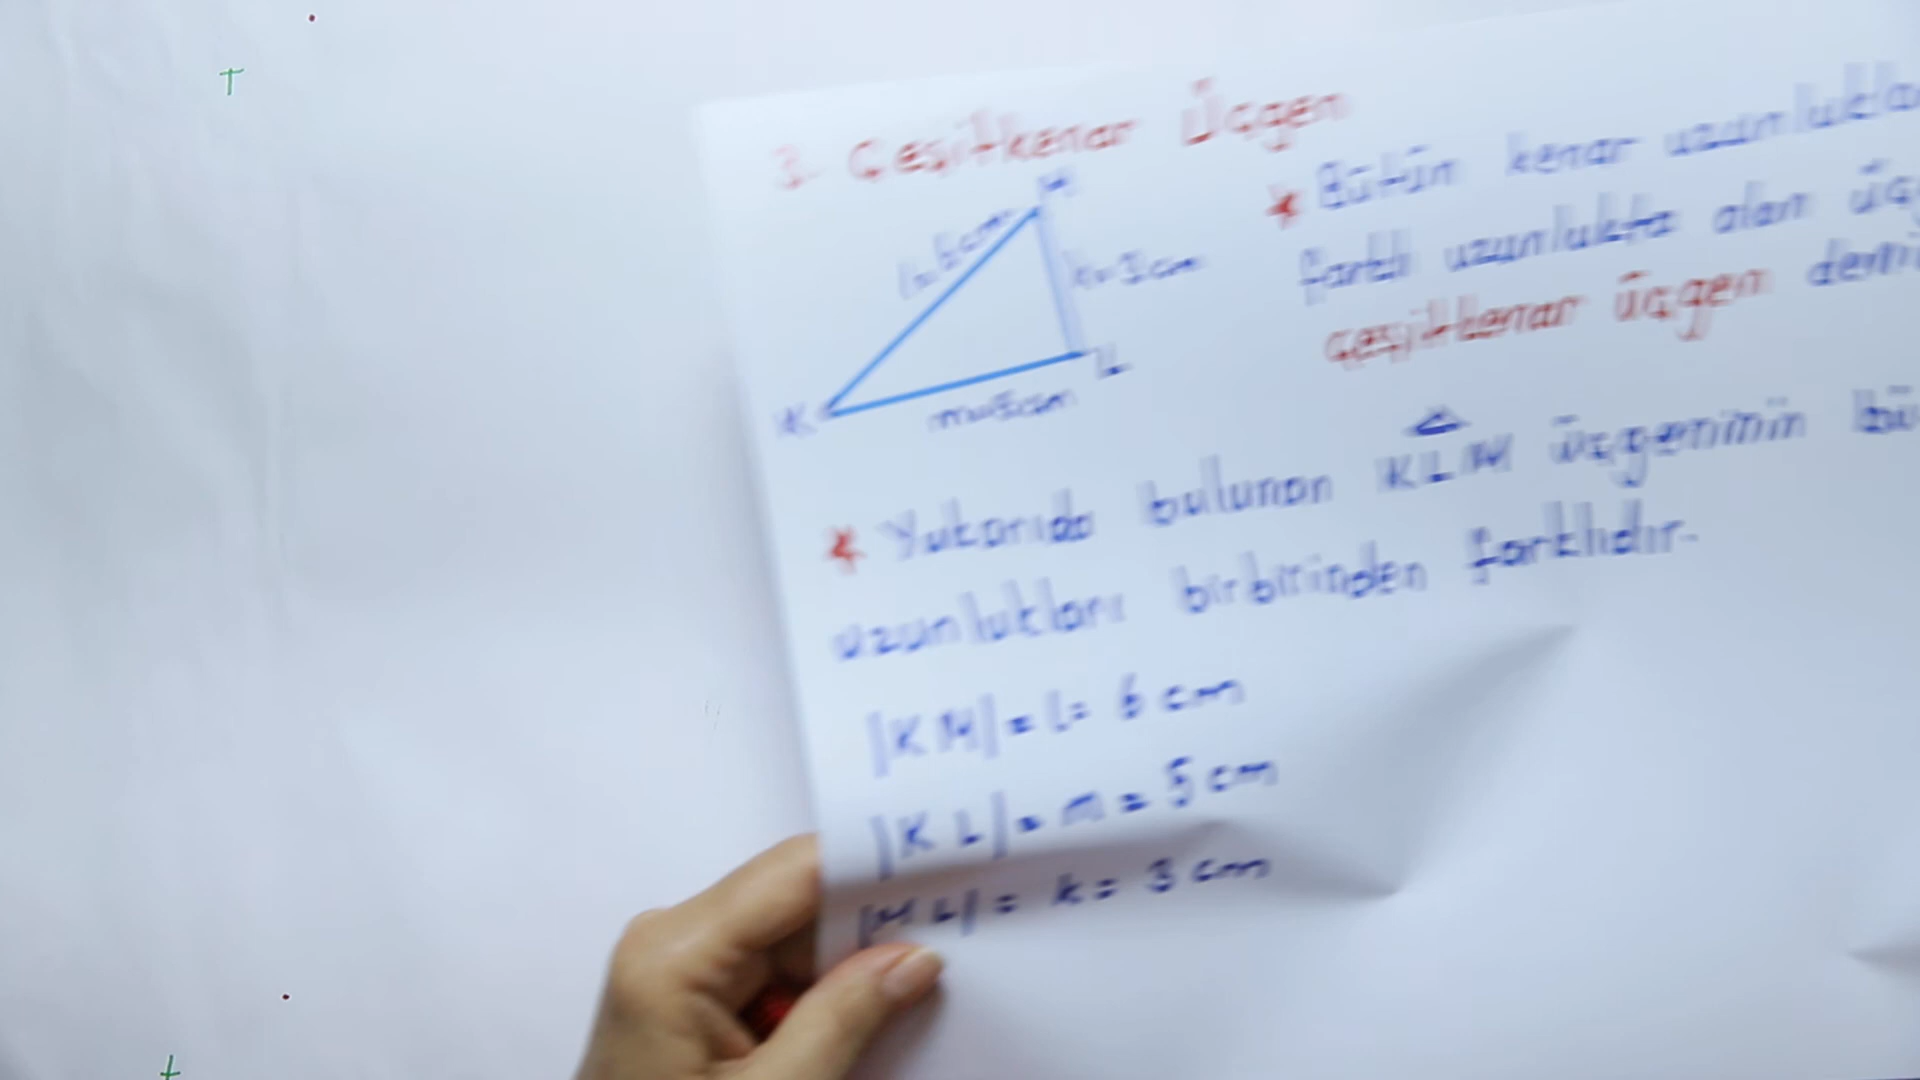 T
3- Çeşitkenar Üçgen
M
l=6cm
k=3cm
K
L
m=5cm
* Bütün kenar uzunlukla
farklı uzunlukta olan üç
çeşitkenar üçgen deni
* Yukarıda bulunan KLM üçgeninin bü
uzunlukları birbirinden farklıdır.
|KM|=l= 6 cm
|KL|=m= 5 cm
|ML|= k= 3 cm